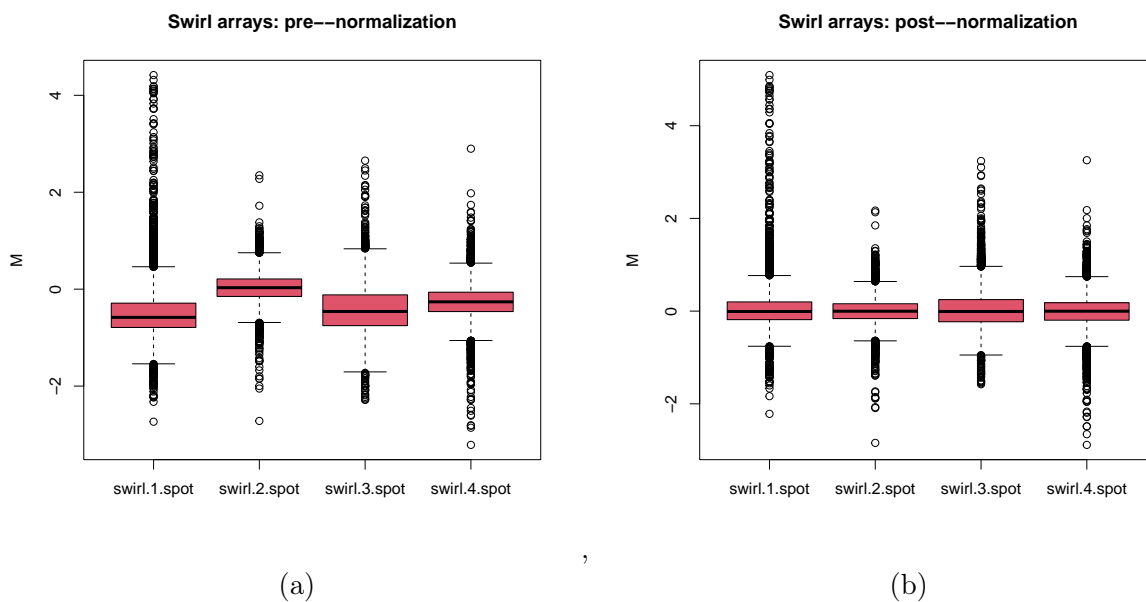 Swirl arrays: pre−−normalization
M
4
2
0
−2
swirl.1.spot swirl.2.spot swirl.3.spot swirl.4.spot
(a)
,
Swirl arrays: post−−normalization
M
4
2
0
−2
swirl.1.spot swirl.2.spot swirl.3.spot swirl.4.spot
(b)